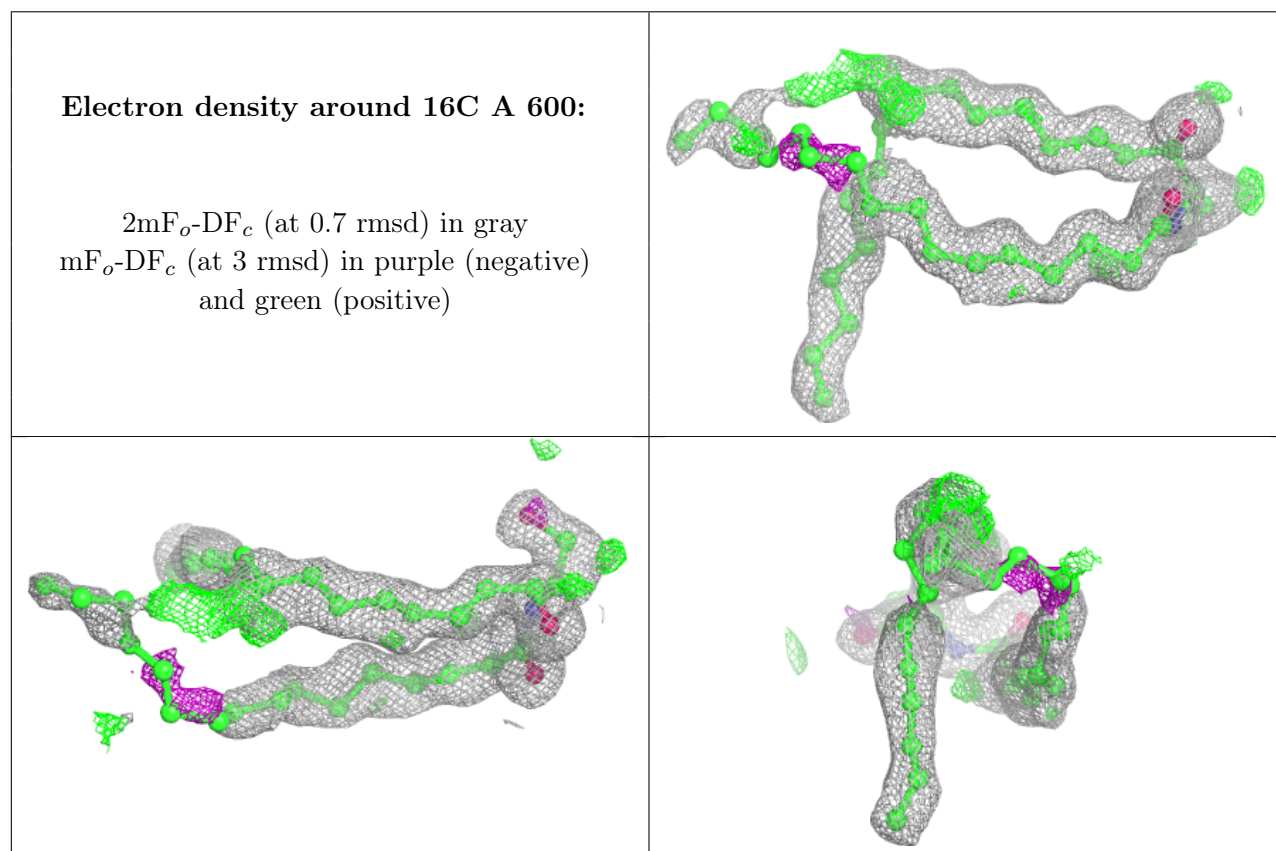 Electron density around 16C A 600:
2mFo-DFc (at 0.7 rmsd) in gray
mFo-DFc (at 3 rmsd) in purple (negative)
and green (positive)